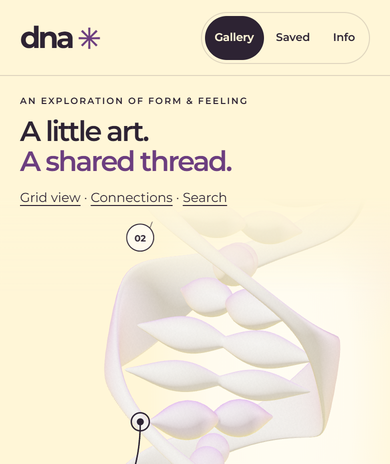 dna
Gallery Saved Info
AN EXPLORATION OF FORM & FEELING
A little art.
A shared thread.
Grid view · Connections · Search
02